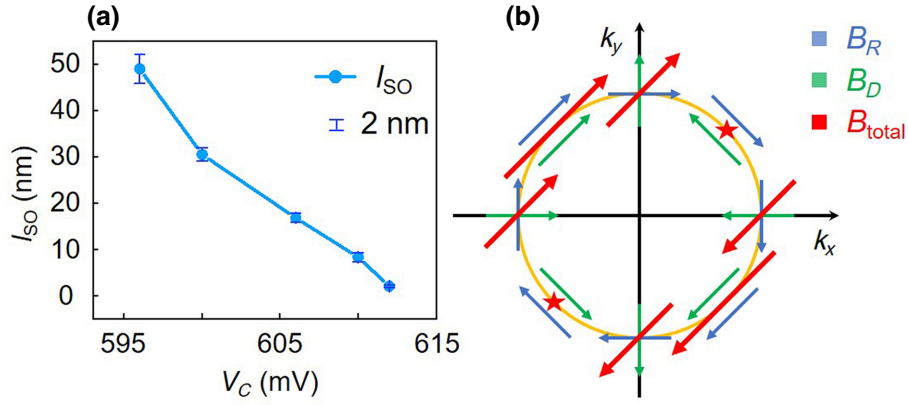 (a)
50
40
30
20
10
0
l_SO (nm)
l_SO
2 nm
595
605
615
V_C (mV)
(b)
k_y
k_x
B_R
B_D
B_total